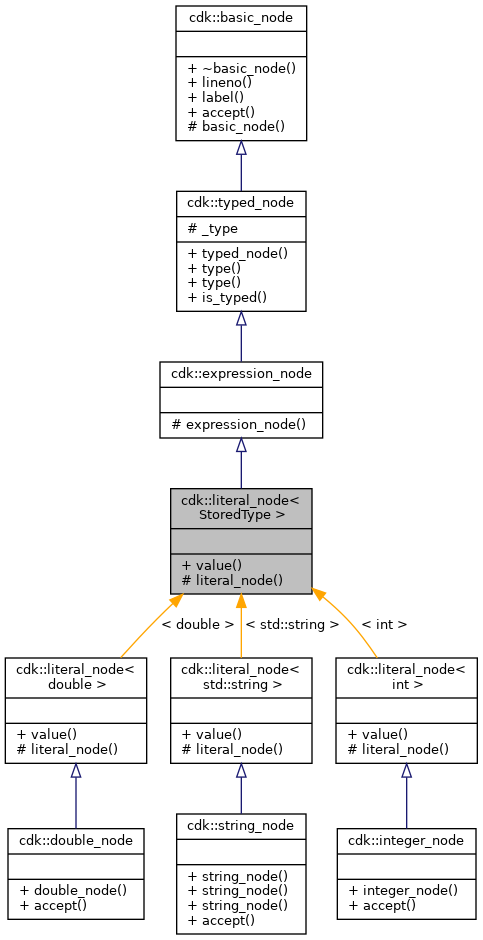 cdk::basic_node
+ ~basic_node()
+ lineno()
+ label()
+ accept()
# basic_node()
cdk::typed_node
# _type
+ typed_node()
+ type()
+ type()
+ is_typed()
cdk::expression_node
# expression_node()
cdk::literal_node<
StoredType >
+ value()
# literal_node()
< double >
< std::string >
< int >
cdk::literal_node<
double >
+ value()
# literal_node()
cdk::literal_node<
std::string >
+ value()
# literal_node()
cdk::literal_node<
int >
+ value()
# literal_node()
cdk::double_node
+ double_node()
+ accept()
cdk::string_node
+ string_node()
+ string_node()
+ string_node()
+ accept()
cdk::integer_node
+ integer_node()
+ accept()